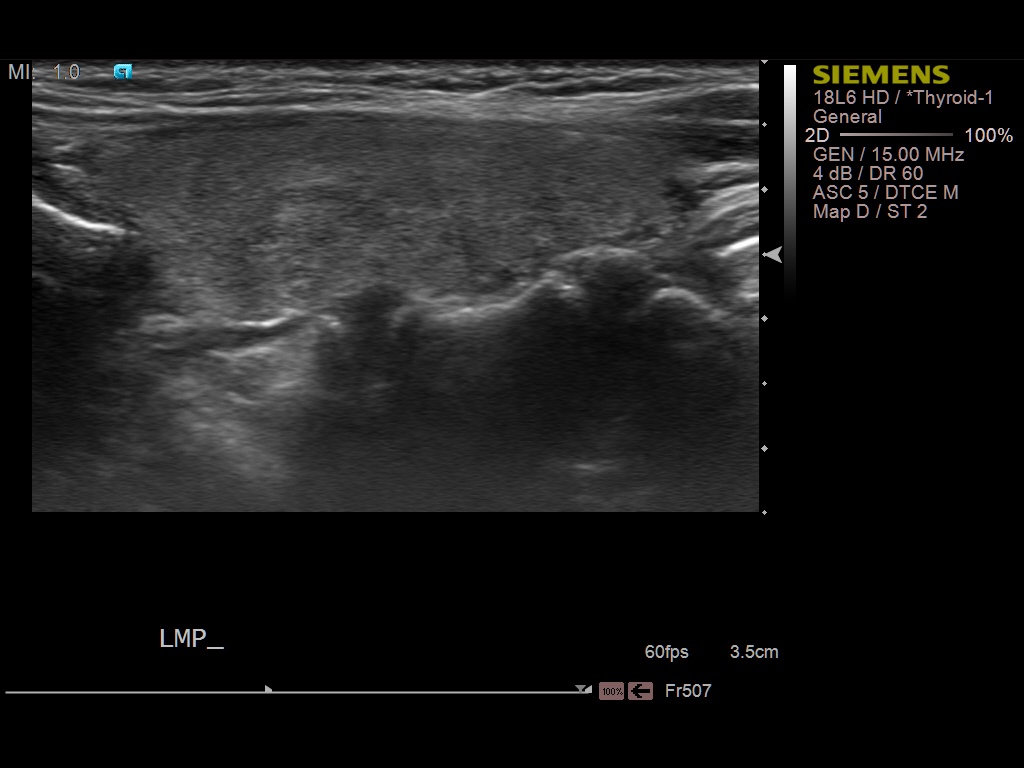 MI: 1.0
SIEMENS
18L6 HD / *Thyroid-1
General
2D 100%
GEN / 15.00 MHz
4 dB / DR 60
ASC 5 / DTCE M
Map D / ST 2
LMP_
60fps 3.5cm
100% Fr507